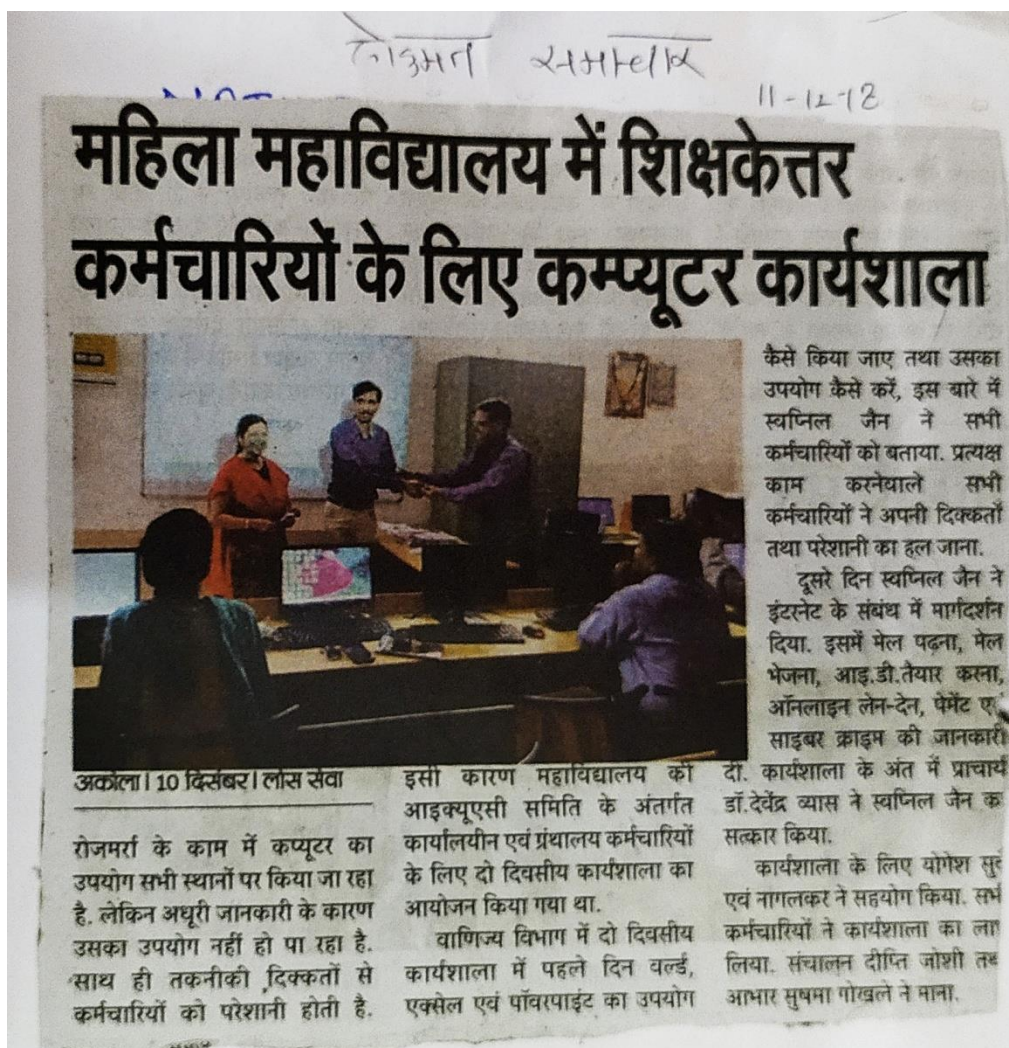 लोकमत समाचार
11-12-18
महिला महाविद्यालय में शिक्षकेत्तर
कर्मचारियों के लिए कम्प्यूटर कार्यशाला
अकोला। 10 दिसंबर। लोस सेवा
रोजमर्रा के काम में कप्यूटर का
उपयोग सभी स्थानों पर किया जा रहा
है. लेकिन अधूरी जानकारी के कारण
उसका उपयोग नहीं हो पा रहा है.
साथ ही तकनीकी दिक्कतों से
कर्मचारियों को परेशानी होती है.
इसी कारण महाविद्यालय की
आइक्यूएसी समिति के अंतर्गत
कार्यालयीन एवं ग्रंथालय कर्मचारियों
के लिए दो दिवसीय कार्यशाला का
आयोजन किया गया था.
वाणिज्य विभाग में दो दिवसीय
कार्यशाला में पहले दिन वर्ल्ड,
एक्सेल एवं पॉवरपाइंट का उपयोग
कैसे किया जाए तथा उसका
उपयोग कैसे करें, इस बारे में
स्वप्निल जैन ने सभी
कर्मचारियों को बताया. प्रत्यक्ष
काम करनेवाले सभी
कर्मचारियों ने अपनी दिक्कतों
तथा परेशानी का हल जाना.
दूसरे दिन स्वप्निल जैन ने
इंटरनेट के संबंध में मार्गदर्शन
दिया. इसमें मेल पढ़ना, मेल
भेजना, आइ.डी.तैयार करना,
ऑनलाइन लेन-देन, पेमेंट
साइबर क्राइम की जानकारी
दी. कार्यशाला के अंत में प्राचार्य
डॉ.देवेंद्र व्यास ने स्वप्निल जैन
सत्कार किया.
कार्यशाला के लिए योगेश
एवं नागलकर ने सहयोग किया.
कर्मचारियों ने कार्यशाला का
लिया. संचालन दीप्ति जोशी
आभार सुषमा गोखले ने माना.